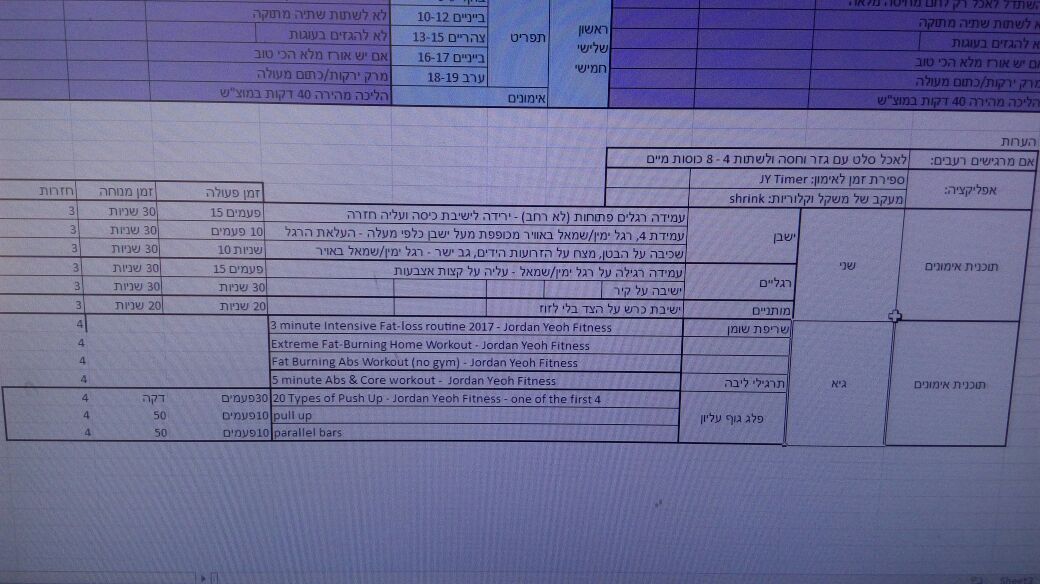 השתדל לאכל רק לחם מחיטה מלאה
לא לשתות שתיה מתוקה
לא להגזים בעוגות
אם יש אורז מלא הכי טוב
מרק ירקות/כתום מעולה
הליכה מהירה 40 דקות במוצ"ש
ראשון
שלישי
חמישי
תפריט
ביניים 10-12
צהריים 13-15
ביניים 16-17
ערב 18-19
אימונים
לא לשתות שתיה מתוקה
לא להגזים בעוגות
אם יש אורז מלא הכי טוב
מרק ירקות/כתום מעולה
הליכה מהירה 40 דקות במוצ"ש
הערות
אם מרגישים רעבים: לאכל סלט עם גזר וחסה ולשתות 4 - 8 כוסות מיים
אפליקציה: ספירת זמן לאימון: JY Timer
מעקב של משקל וקלוריות: shrink
זמן פעולה זמן מנוחה חזרות
תוכנית אימונים שני
ישבן עמידה רגלים פתוחות (לא רחב) - ירידה לישיבת כיסה ועליה חזרה 15 פעמים 30 שניות 3
עמידת 4, רגל ימין/שמאל באוויר מכופפת מעל ישבן כלפי מעלה - העלאת הרגל 10 פעמים 30 שניות 3
שכיבה על הבטן, מצח על הזרועות הידים, גב ישר - רגל ימין/שמאל באויר 10 שניות 30 שניות 3
רגליים עמידה רגילה על רגל ימין/שמאל - עליה על קצות אצבעות 15 פעמים 30 שניות 3
ישיבה על קיר 30 שניות 30 שניות 3
מותניים ישיבת כרש על הצד בלי לזוז 20 שניות 20 שניות 3
תוכנית אימונים גיא
שריפת שומן 3 minute Intensive Fat-loss routine 2017 - Jordan Yeoh Fitness 4
Extreme Fat-Burning Home Workout - Jordan Yeoh Fitness 4
Fat Burning Abs Workout (no gym) - Jordan Yeoh Fitness 4
תרגילי ליבה 5 minute Abs & Core workout - Jordan Yeoh Fitness 4
פלג גוף עליון 20 Types of Push Up - Jordan Yeoh Fitness - one of the first 4 30פעמים דקה 4
pull up 10פעמים 50 4
parallel bars 10פעמים 50 4